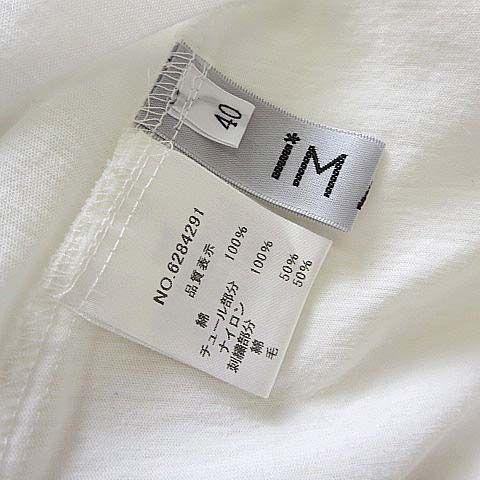 40
iM
NO.6284291
品質表示
綿 100%
チュール部分
ナイロン 100%
刺繍部分
綿 50%
毛 50%